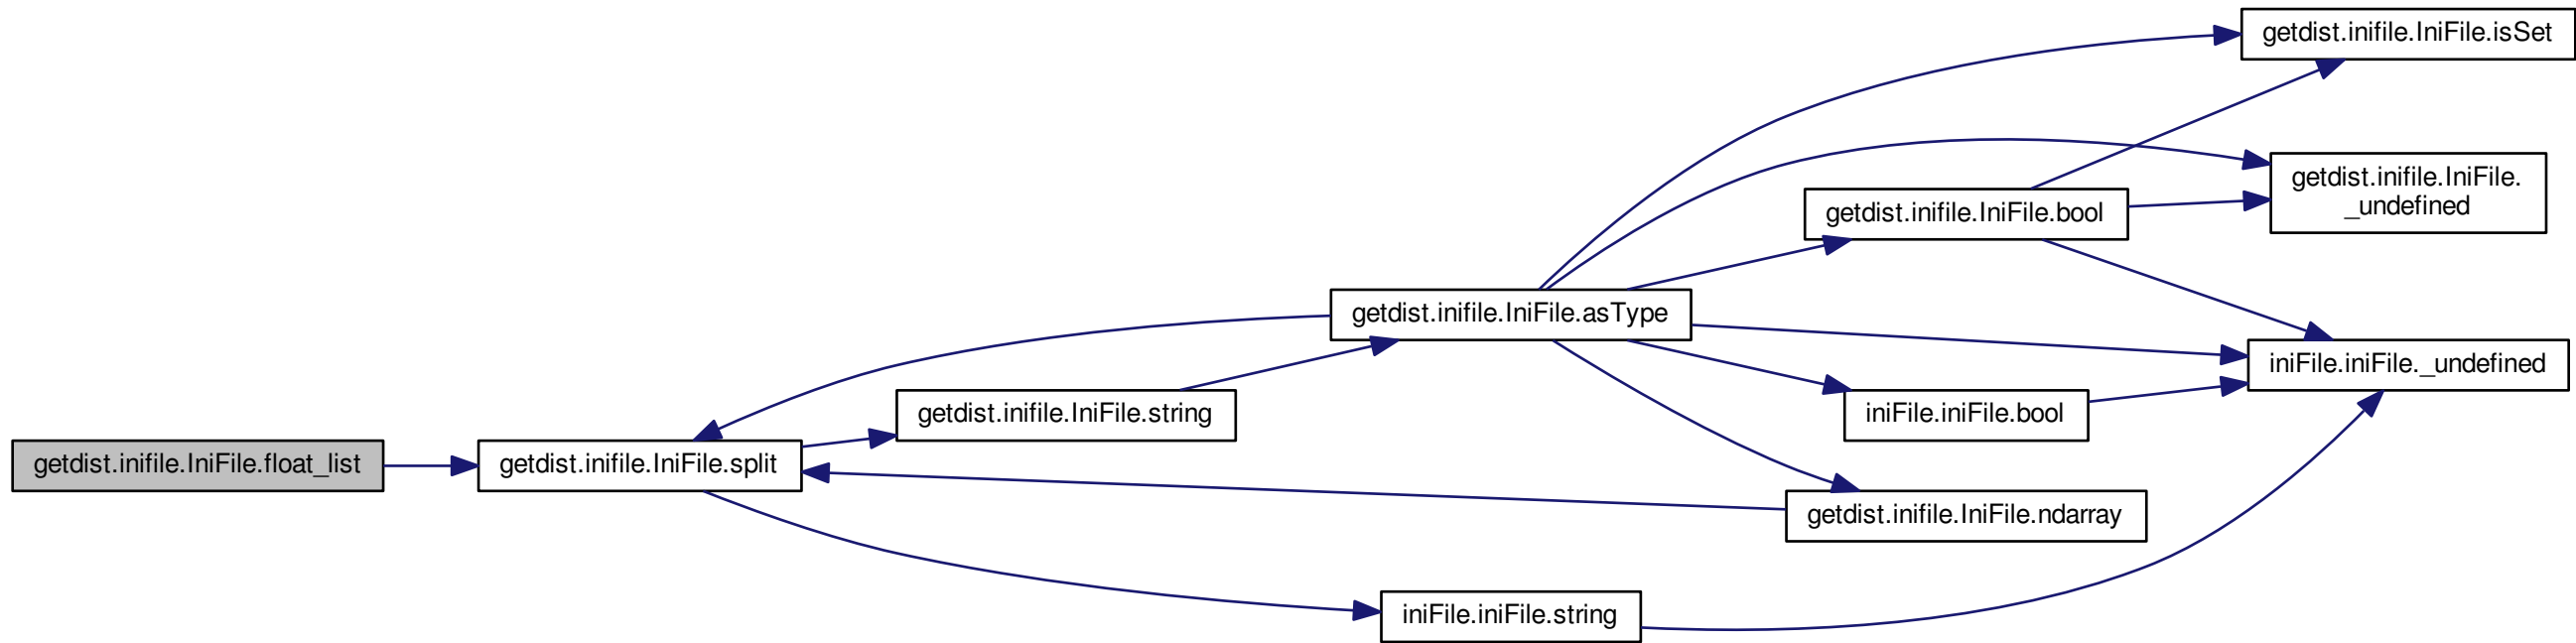 getdist.inifile.IniFile.isSet
getdist.inifile.IniFile.
_undefined
getdist.inifile.IniFile.bool
getdist.inifile.IniFile.asType
iniFile.iniFile._undefined
getdist.inifile.IniFile.string
iniFile.iniFile.bool
getdist.inifile.IniFile.float_list
getdist.inifile.IniFile.split
getdist.inifile.IniFile.ndarray
iniFile.iniFile.string